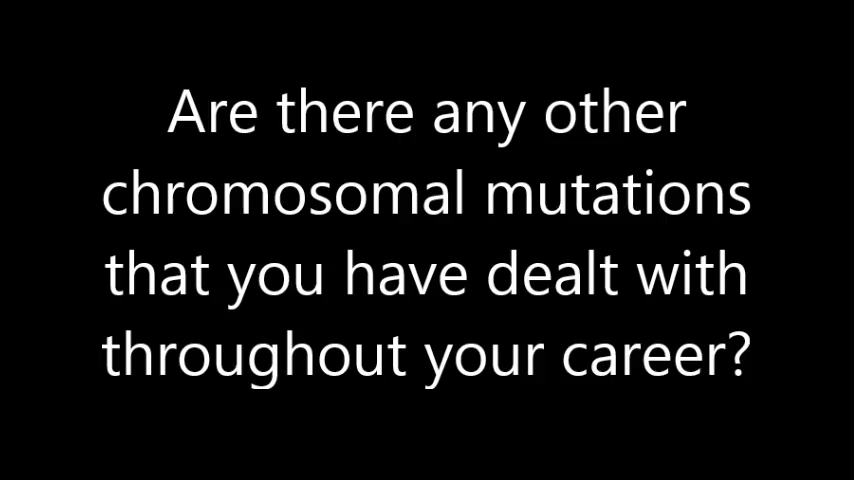 Are there any other
chromosomal mutations
that you have dealt with
throughout your career?